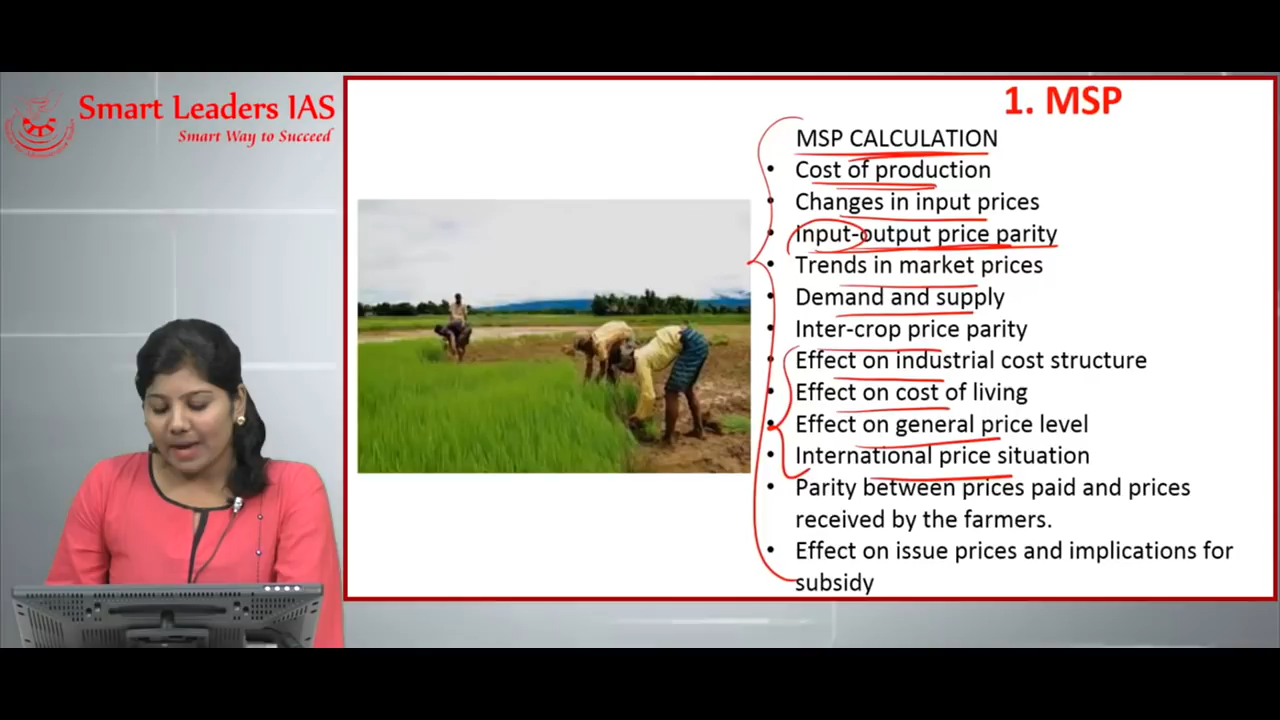 Smart Leaders IAS
Smart Way to Succeed
1. MSP
MSP CALCULATION
• Cost of production
• Changes in input prices
• Input-output price parity
• Trends in market prices
• Demand and supply
• Inter-crop price parity
• Effect on industrial cost structure
• Effect on cost of living
• Effect on general price level
• International price situation
• Parity between prices paid and prices
received by the farmers.
• Effect on issue prices and implications for
subsidy